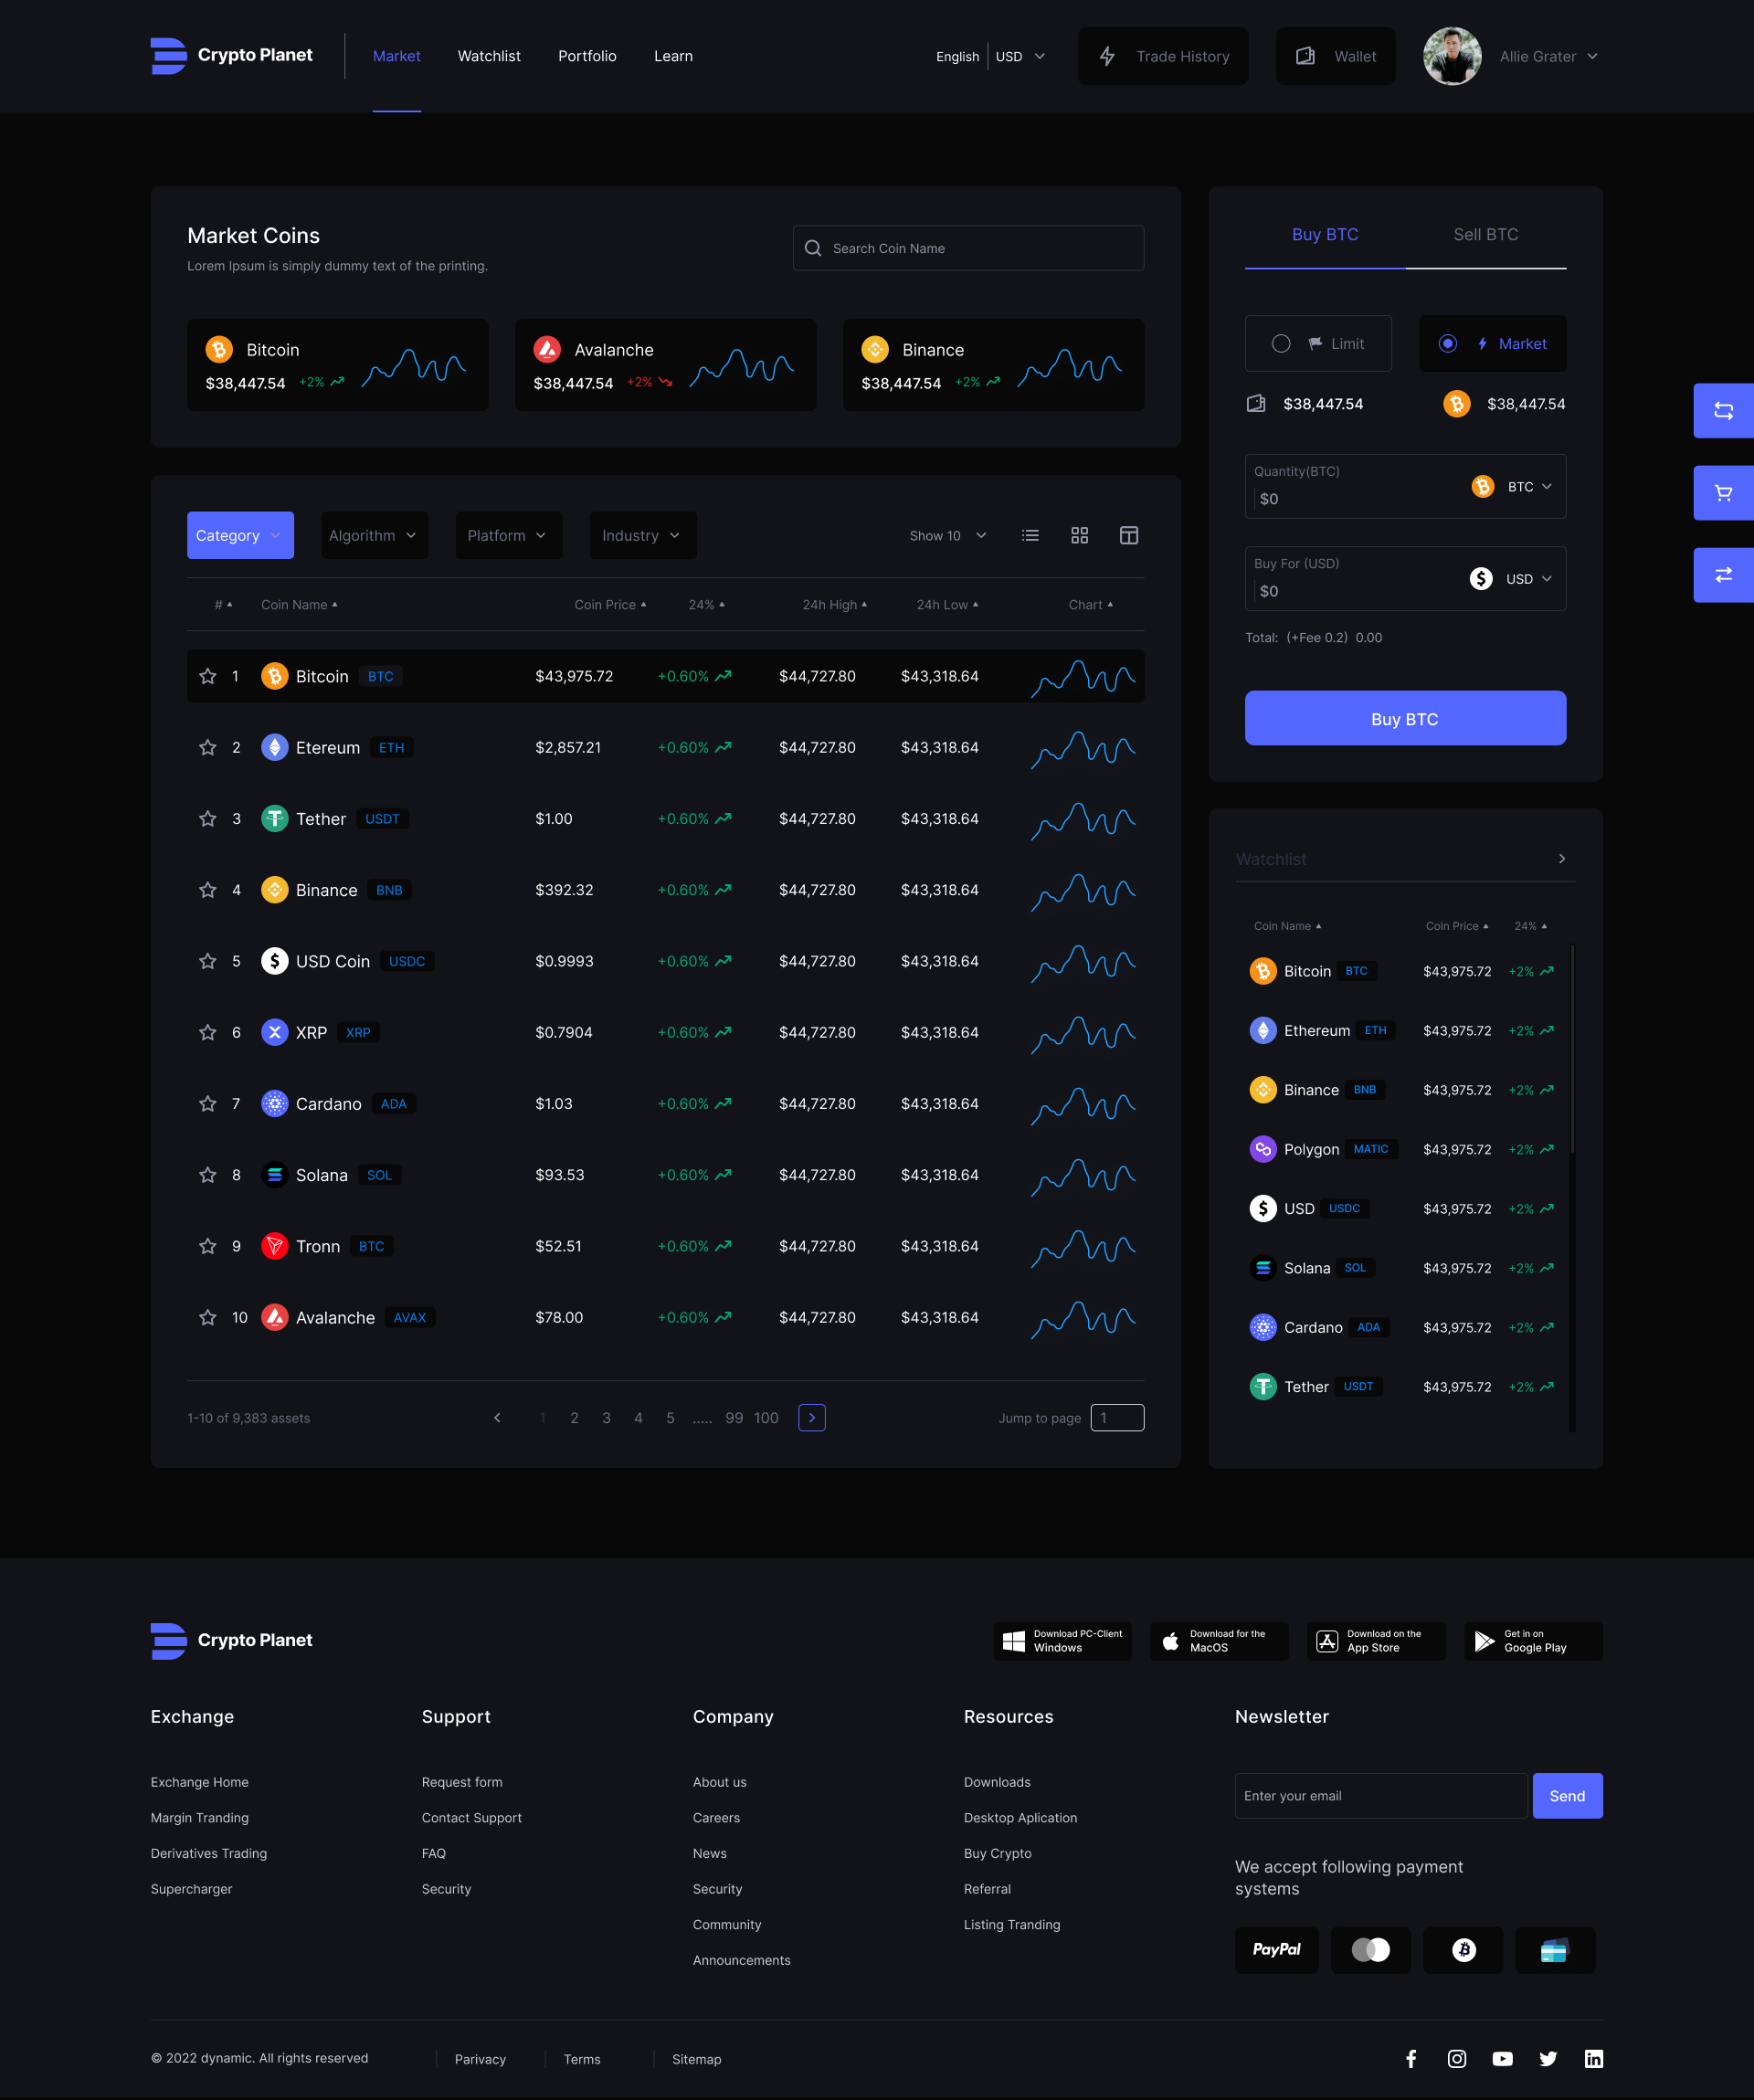 Crypto Planet
Market Watchlist Portfolio Learn
English USD
Trade History
Wallet
Allie Grater
Market Coins
Lorem Ipsum is simply dummy text of the printing.
Search Coin Name
Bitcoin
$38,447.54 +2%
Avalanche
$38,447.54 +2%
Binance
$38,447.54 +2%
Category Algorithm Platform Industry Show 10
# Coin Name Coin Price 24% 24h High 24h Low Chart
1 Bitcoin BTC $43,975.72 +0.60% $44,727.80 $43,318.64
2 Etereum ETH $2,857.21 +0.60% $44,727.80 $43,318.64
3 Tether USDT $1.00 +0.60% $44,727.80 $43,318.64
4 Binance BNB $392.32 +0.60% $44,727.80 $43,318.64
5 USD Coin USDC $0.9993 +0.60% $44,727.80 $43,318.64
6 XRP XRP $0.7904 +0.60% $44,727.80 $43,318.64
7 Cardano ADA $1.03 +0.60% $44,727.80 $43,318.64
8 Solana SOL $93.53 +0.60% $44,727.80 $43,318.64
9 Tronn BTC $52.51 +0.60% $44,727.80 $43,318.64
10 Avalanche AVAX $78.00 +0.60% $44,727.80 $43,318.64
1-10 of 9,383 assets 1 2 3 4 5 ..... 99 100 Jump to page 1
Buy BTC Sell BTC
Limit Market
$38,447.54 $38,447.54
Quantity(BTC)
$0 BTC
Buy For (USD)
$0 USD
Total: (+Fee 0.2) 0.00
Buy BTC
Watchlist
Coin Name Coin Price 24%
Bitcoin BTC $43,975.72 +2%
Ethereum ETH $43,975.72 +2%
Binance BNB $43,975.72 +2%
Polygon MATIC $43,975.72 +2%
USD USDC $43,975.72 +2%
Solana SOL $43,975.72 +2%
Cardano ADA $43,975.72 +2%
Tether USDT $43,975.72 +2%
Crypto Planet
Download PC-Client
Windows
Download for the
MacOS
Download on the
App Store
Get in on
Google Play
Exchange
Exchange Home
Margin Tranding
Derivatives Trading
Supercharger
Support
Request form
Contact Support
FAQ
Security
Company
About us
Careers
News
Security
Community
Announcements
Resources
Downloads
Desktop Aplication
Buy Crypto
Referral
Listing Tranding
Newsletter
Enter your email Send
We accept following payment
systems
PayPal
© 2022 dynamic. All rights reserved Parivacy Terms Sitemap